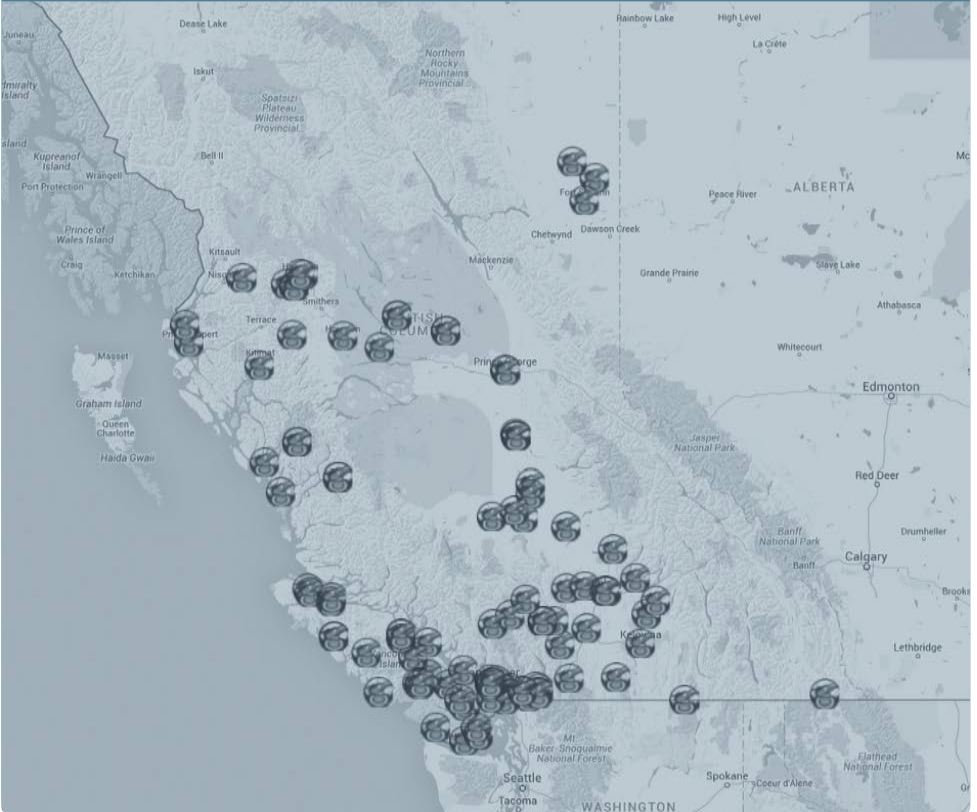 Dease Lake
Rainbow Lake
High Level
Juneau
La Crête
Northern
Rocky
Mountains
Provincial...
Iskut
dmiralty
Island
Spatsizi
Plateau
Wilderness
Provincial...
sland
Kupreanof
Island
Bell II
Mc
Wrangell
Port Protection
Peace River
ALBERTA
Prince of
Wales Island
Chetwynd
Dawson Creek
Kitsault
Craig
Ketchikan
Mackenzie
Grande Prairie
Slave Lake
Smithers
Athabasca
Terrace
Whitecourt
Masset
Edmonton
Graham Island
Queen
Charlotte
Jasper
National Park
Haida Gwaii
Red Deer
Banff
National Park
Drumheller
Calgary
Banff
Brooks
Lethbridge
Mt
Baker-Snoqualmie
National Forest
Flathead
National Forest
Seattle
Spokane
Coeur d'Alene
Tacoma
WASHINGTON